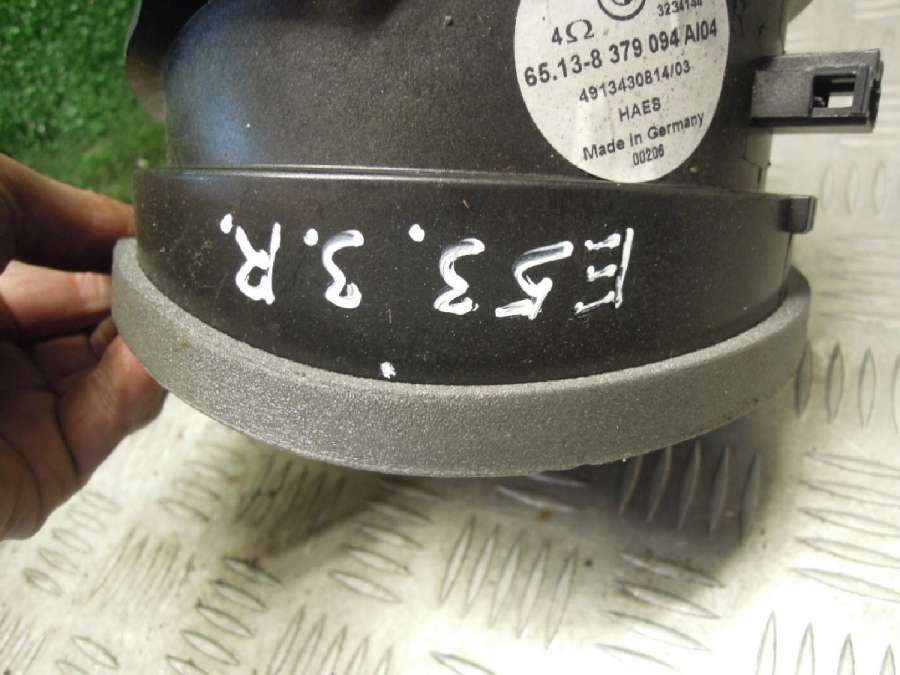 4Ω
65.13-8 379 094 AI04
4913430814/03
HAES
Made in Germany
00206
E53.3.R.